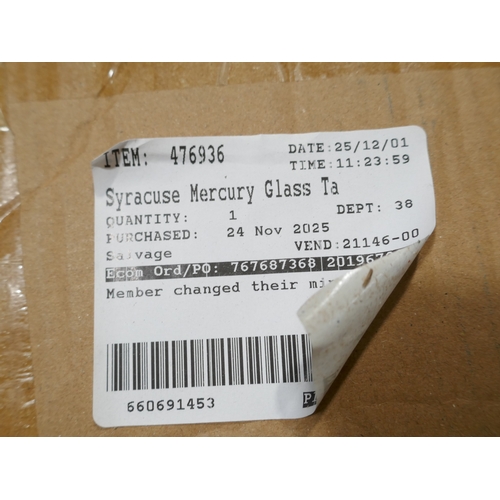 ITEM: 476936 DATE:25/12/01
TIME:11:23:59
Syracuse Mercury Glass Ta
QUANTITY: 1 DEPT: 38
PURCHASED: 24 Nov 2025
Salvage VEND:21146-00
Ecom Ord/PO: 767687368
Member changed their
660691453